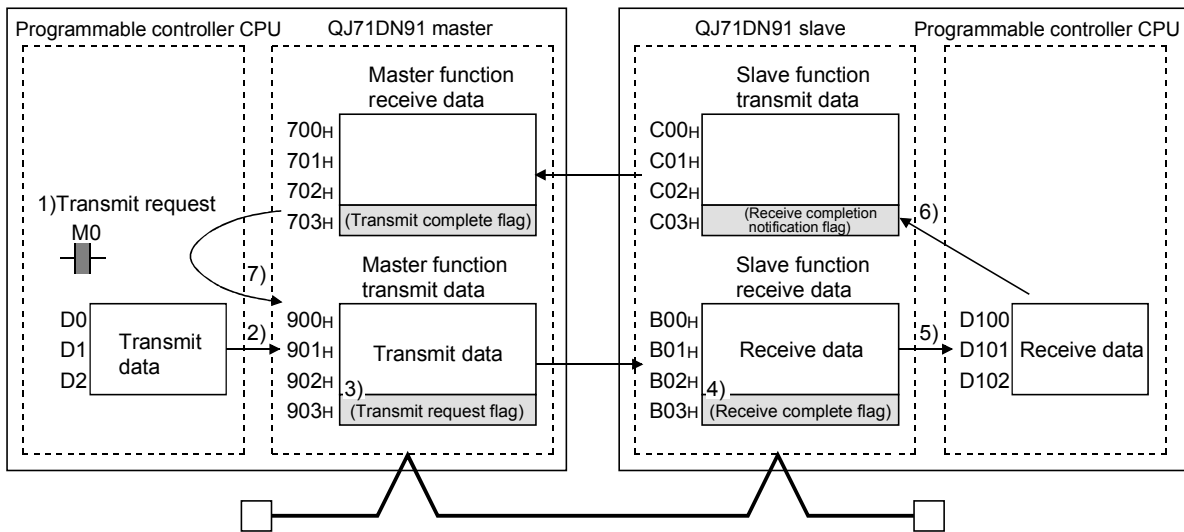 Programmable controller CPU
QJ71DN91 master
Master function
receive data
700H
701H
702H
703H
(Transmit complete flag)
1)Transmit request
M0
7)
Master function
transmit data
D0
D1
D2
Transmit
data
2)
900H
901H
902H
903H
Transmit data
3)
(Transmit request flag)
QJ71DN91 slave
Programmable controller CPU
Slave function
transmit data
C00H
C01H
C02H
C03H
(Receive completion
notification flag)
6)
Slave function
receive data
B00H
B01H
B02H
B03H
Receive data
4)
(Receive complete flag)
5)
D100
D101
D102
Receive data